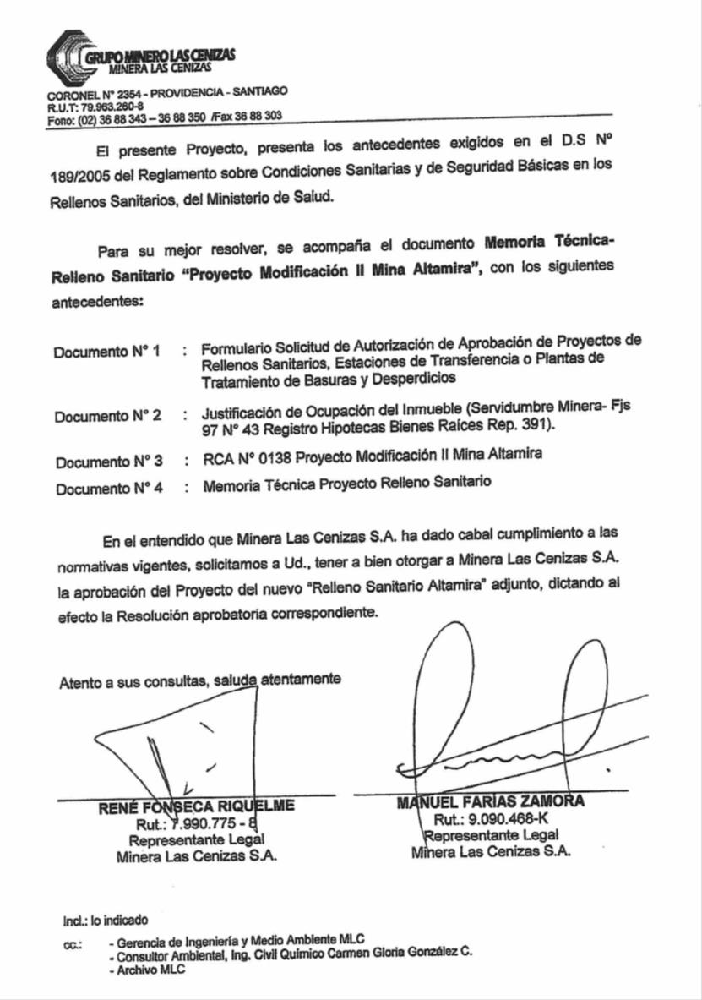 GRUPO MINERO LAS CENIZAS
MINERA LAS CENIZAS
CORONEL N° 2354 - PROVIDENCIA - SANTIAGO
R.U.T: 79.963.260-8
Fono: (02) 36 88 343 – 36 88 350 /Fax 36 88 303
El presente Proyecto, presenta los antecedentes exigidos en el D.S Nº
189/2005 del Reglamento sobre Condiciones Sanitarias y de Seguridad Básicas en los
Rellenos Sanitarios, del Ministerio de Salud.
Para su mejor resolver, se acompaña el documento Memoria Técnica-
Relleno Sanitario “Proyecto Modificación II Mina Altamira”, con los siguientes
antecedentes:
Documento N° 1 : Formulario Solicitud de Autorización de Aprobación de Proyectos de
Rellenos Sanitarios, Estaciones de Transferencia o Plantas de
Tratamiento de Basuras y Desperdicios
Documento N° 2 : Justificación de Ocupación del Inmueble (Servidumbre Minera- Fjs
97 N° 43 Registro Hipotecas Bienes Raíces Rep. 391).
Documento N° 3 : RCA N° 0138 Proyecto Modificación II Mina Altamira
Documento N° 4 : Memoria Técnica Proyecto Relleno Sanitario
En el entendido que Minera Las Cenizas S.A. ha dado cabal cumplimiento a las
normativas vigentes, solicitamos a Ud., tener a bien otorgar a Minera Las Cenizas S.A.
la aprobación del Proyecto del nuevo “Relleno Sanitario Altamira” adjunto, dictando al
efecto la Resolución aprobatoria correspondiente.
Atento a sus consultas, saluda atentamente
RENÉ FONSECA RIQUELME
Rut.: 7.990.775 - 8
Representante Legal
Minera Las Cenizas S.A.
MANUEL FARÍAS ZAMORA
Rut.: 9.090.468-K
Representante Legal
Minera Las Cenizas S.A.
Incl.: lo indicado
cc.: - Gerencia de Ingeniería y Medio Ambiente MLC
- Consultor Ambiental, Ing. Civil Químico Carmen Gloria González C.
- Archivo MLC